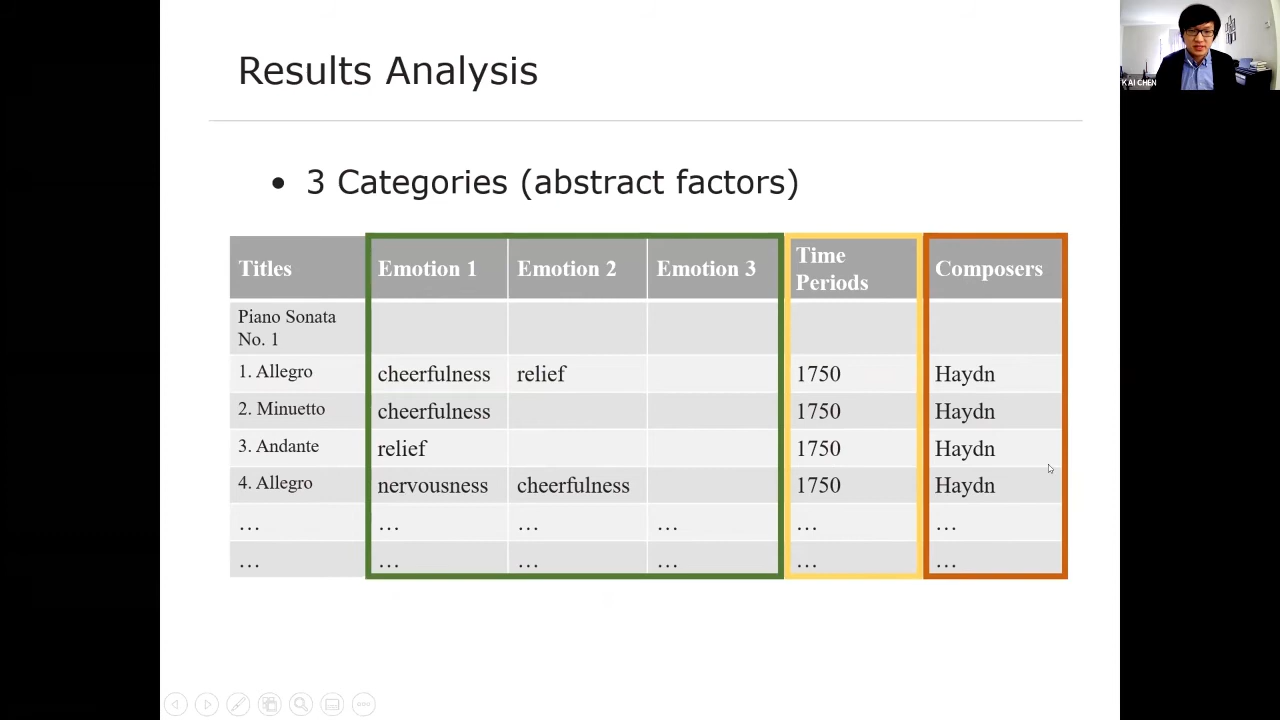 KAI CHEN
Results Analysis
• 3 Categories (abstract factors)
Titles Emotion 1 Emotion 2 Emotion 3 Time Periods Composers
Piano Sonata No. 1
1. Allegro cheerfulness relief 1750 Haydn
2. Minuetto cheerfulness 1750 Haydn
3. Andante relief 1750 Haydn
4. Allegro nervousness cheerfulness 1750 Haydn
… … … … … …
… … … … … …